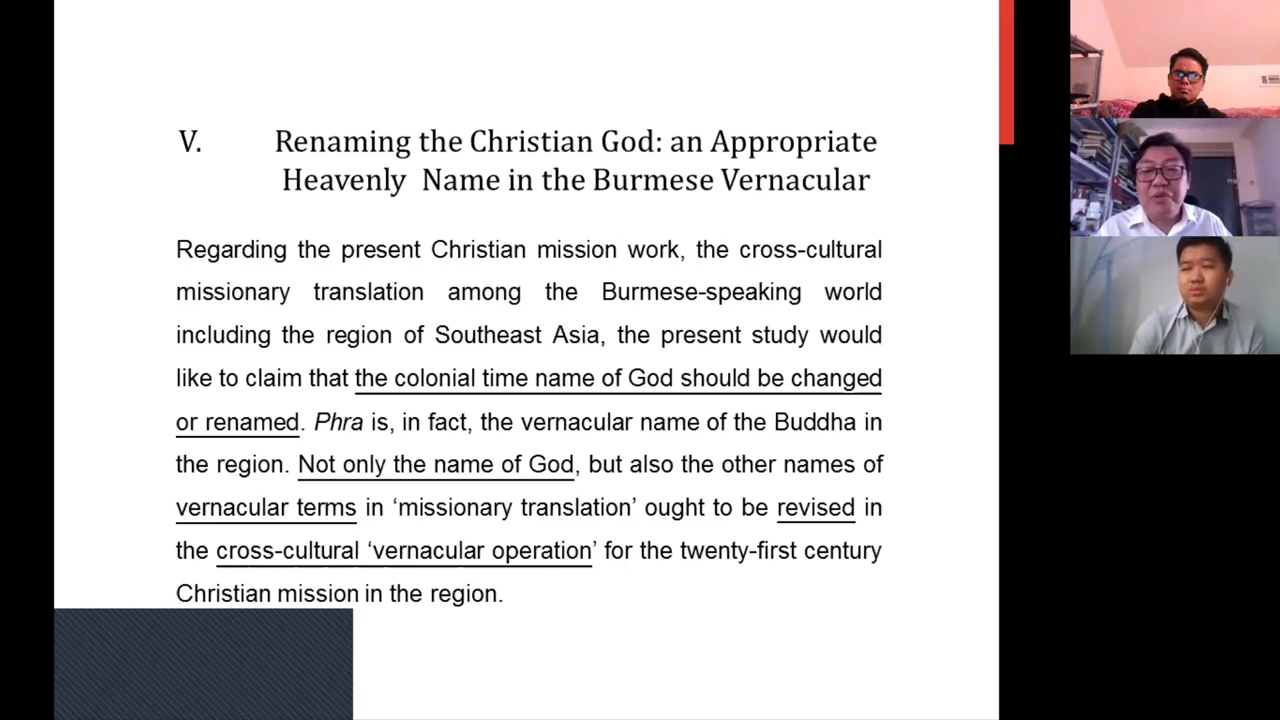 V. Renaming the Christian God: an Appropriate
Heavenly Name in the Burmese Vernacular
Regarding the present Christian mission work, the cross-cultural
missionary translation among the Burmese-speaking world
including the region of Southeast Asia, the present study would
like to claim that the colonial time name of God should be changed
or renamed. Phra is, in fact, the vernacular name of the Buddha in
the region. Not only the name of God, but also the other names of
vernacular terms in ‘missionary translation’ ought to be revised in
the cross-cultural ‘vernacular operation’ for the twenty-first century
Christian mission in the region.